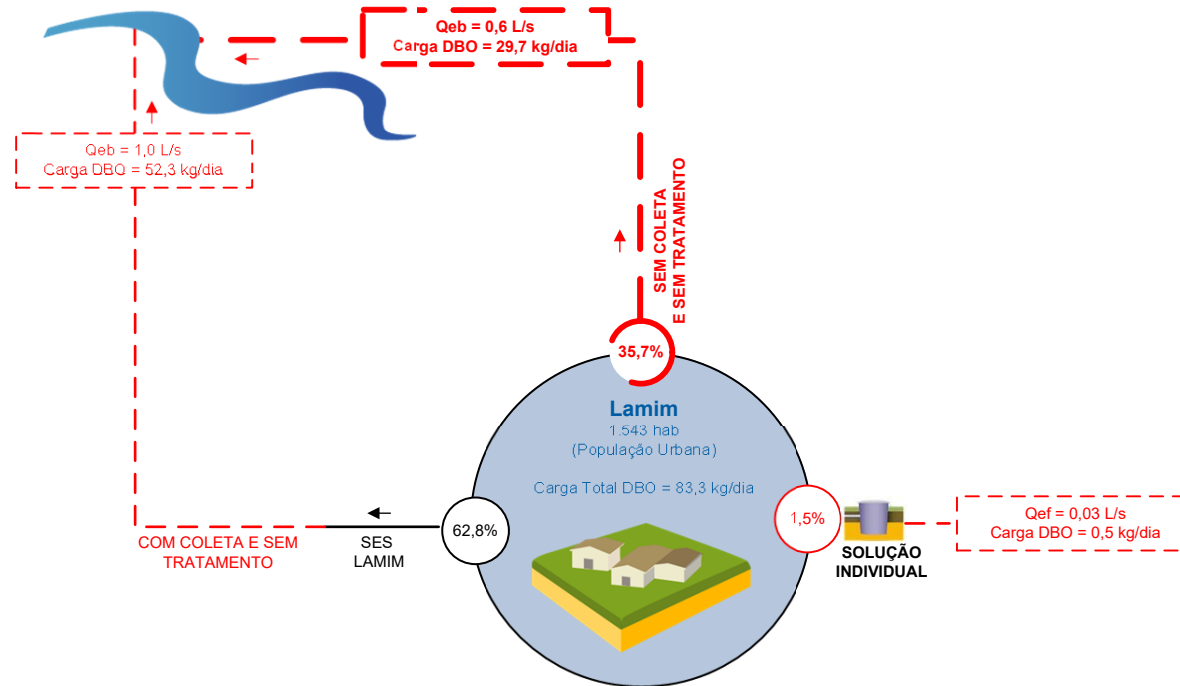 Qeb = 0,6 L/s
Carga DBO = 29,7 kg/dia
Qeb = 1,0 L/s
Carga DBO = 52,3 kg/dia
SEM COLETA
E SEM TRATAMENTO
35,7%
Lamim
1.543 hab
(População Urbana)
Carga Total DBO = 83,3 kg/dia
62,8%
1,5%
Qef = 0,03 L/s
Carga DBO = 0,5 kg/dia
COM COLETA E SEM
TRATAMENTO
SES
LAMIM
SOLUÇÃO
INDIVIDUAL